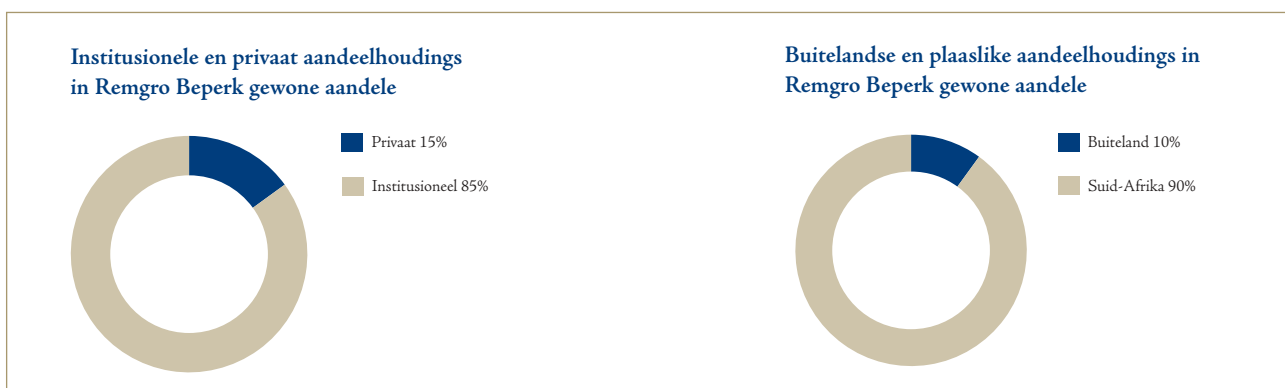 Institusionele en privaat aandeelhoudings
in Remgro Beperk gewone aandele
Privaat 15%
Institusioneel 85%
Buitelandse en plaaslike aandeelhoudings in
Remgro Beperk gewone aandele
Buiteland 10%
Suid-Afrika 90%